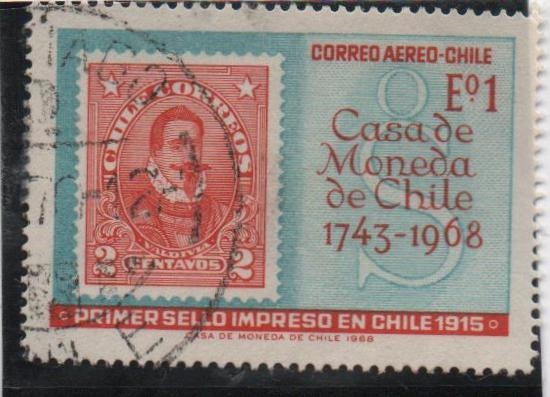 CORREO AEREO-CHILE
Eº.1
CHILE CORREOS
VALDIVIA
2 CENTAVOS 2
Casa de
Moneda
de Chile
1743-1968
PRIMER SELLO IMPRESO EN CHILE 1915
CASA DE MONEDA DE CHILE 1968